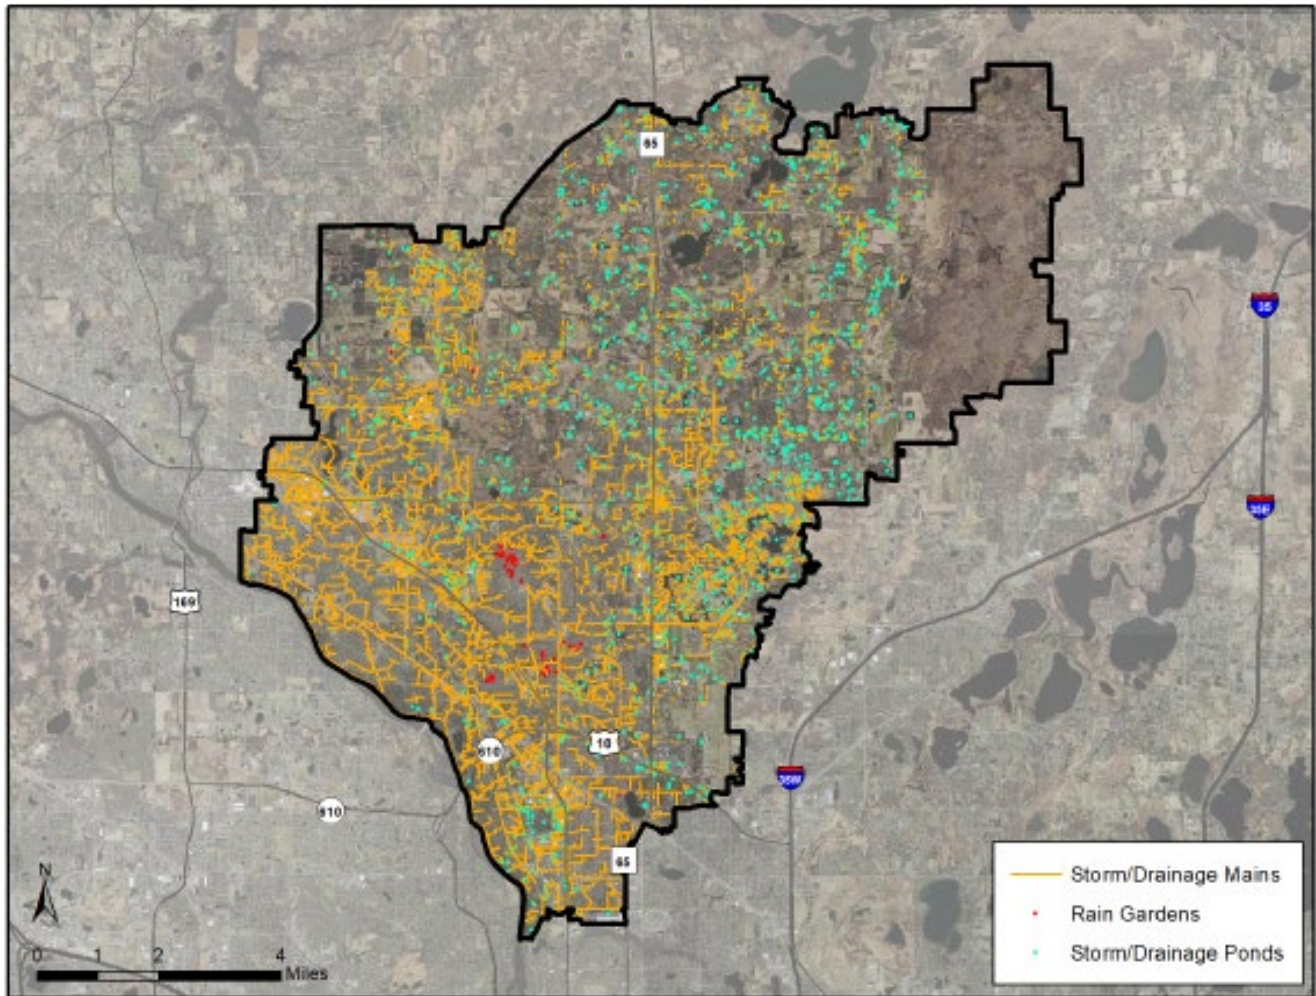 65
35
35E
169
10
610
35W
610
65
N
0 1 2 4
Miles
Storm/Drainage Mains
Rain Gardens
Storm/Drainage Ponds